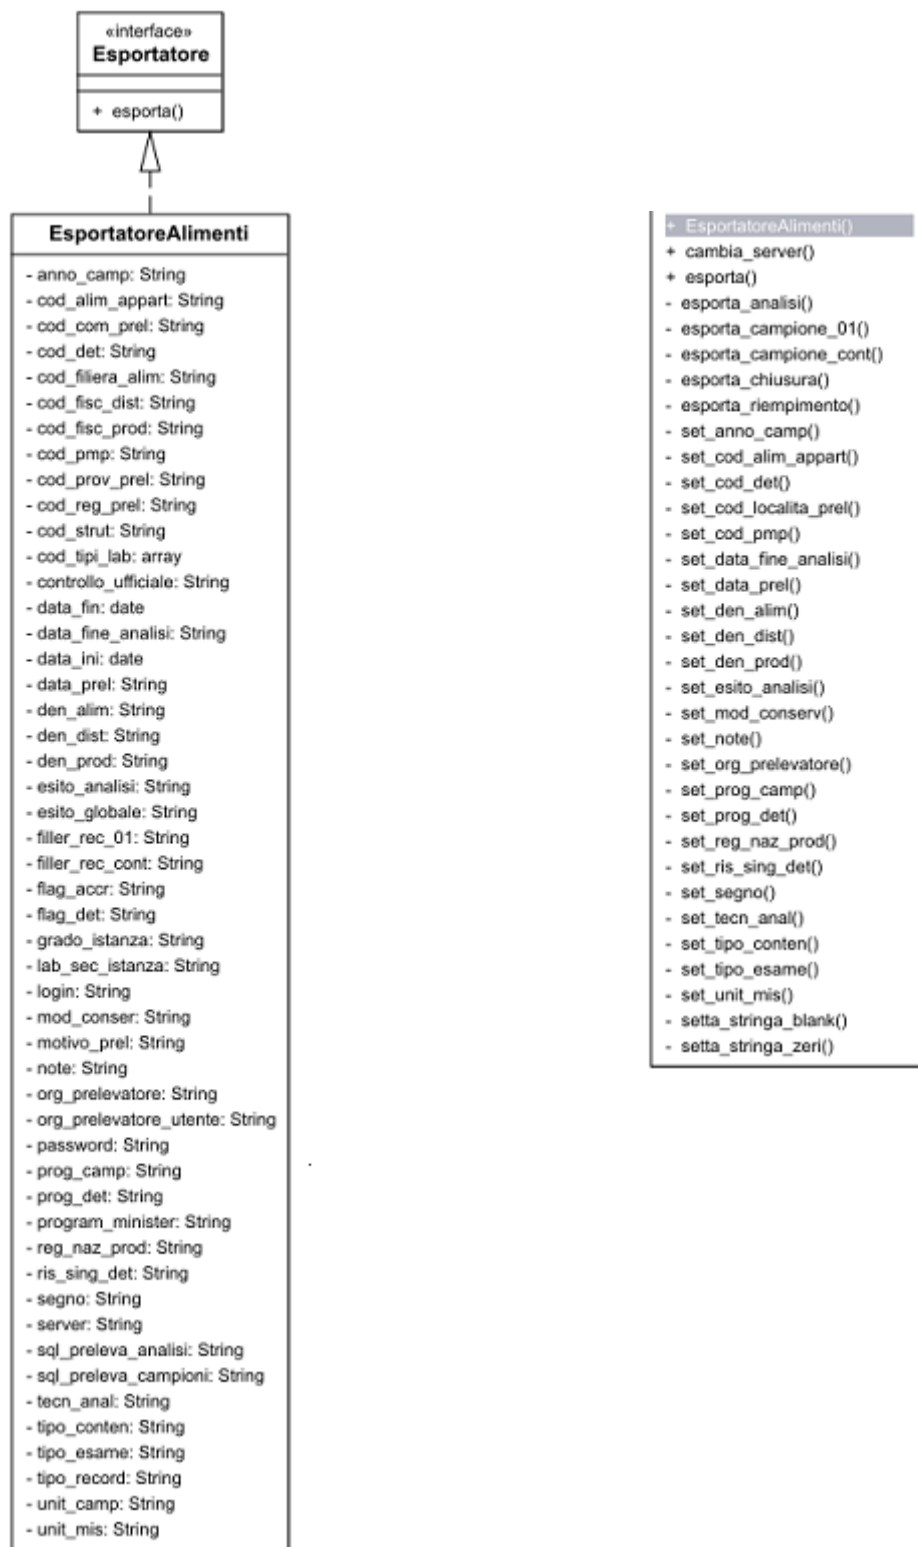 «interface»
Esportatore
+ esporta()
EsportatoreAlimenti
- anno_camp: String
- cod_alim_appart: String
- cod_com_prel: String
- cod_det: String
- cod_filiera_alim: String
- cod_fisc_dist: String
- cod_fisc_prod: String
- cod_pmp: String
- cod_prov_prel: String
- cod_reg_prel: String
- cod_strut: String
- cod_tipi_lab: array
- controllo_ufficiale: String
- data_fin: date
- data_fine_analisi: String
- data_ini: date
- data_prel: String
- den_alim: String
- den_dist: String
- den_prod: String
- esito_analisi: String
- esito_globale: String
- filler_rec_01: String
- filler_rec_cont: String
- flag_accr: String
- flag_det: String
- grado_istanza: String
- lab_sec_istanza: String
- login: String
- mod_conser: String
- motivo_prel: String
- note: String
- org_prelevatore: String
- org_prelevatore_utente: String
- password: String
- prog_camp: String
- prog_det: String
- program_minister: String
- reg_naz_prod: String
- ris_sing_det: String
- segno: String
- server: String
- sql_preleva_analisi: String
- sql_preleva_campioni: String
- tecn_anal: String
- tipo_conten: String
- tipo_esame: String
- tipo_record: String
- unit_camp: String
- unit_mis: String
+ EsportatoreAlimenti()
+ cambia_server()
+ esporta()
- esporta_analisi()
- esporta_campione_01()
- esporta_campione_cont()
- esporta_chiusura()
- esporta_riempimento()
- set_anno_camp()
- set_cod_alim_appart()
- set_cod_det()
- set_cod_localita_prel()
- set_cod_pmp()
- set_data_fine_analisi()
- set_data_prel()
- set_den_alim()
- set_den_dist()
- set_den_prod()
- set_esito_analisi()
- set_mod_conserv()
- set_note()
- set_org_prelevatore()
- set_prog_camp()
- set_prog_det()
- set_reg_naz_prod()
- set_ris_sing_det()
- set_segno()
- set_tecn_anal()
- set_tipo_conten()
- set_tipo_esame()
- set_unit_mis()
- setta_stringa_blank()
- setta_stringa_zeri()